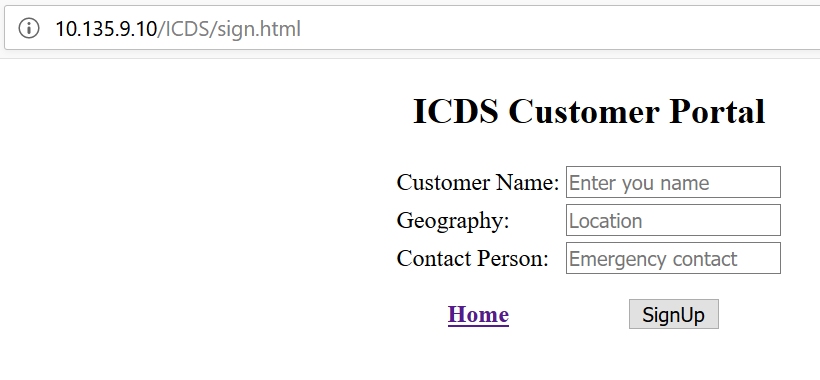 10.135.9.10/ICDS/sign.html
ICDS Customer Portal
Customer Name: Enter you name
Geography: Location
Contact Person: Emergency contact
Home SignUp